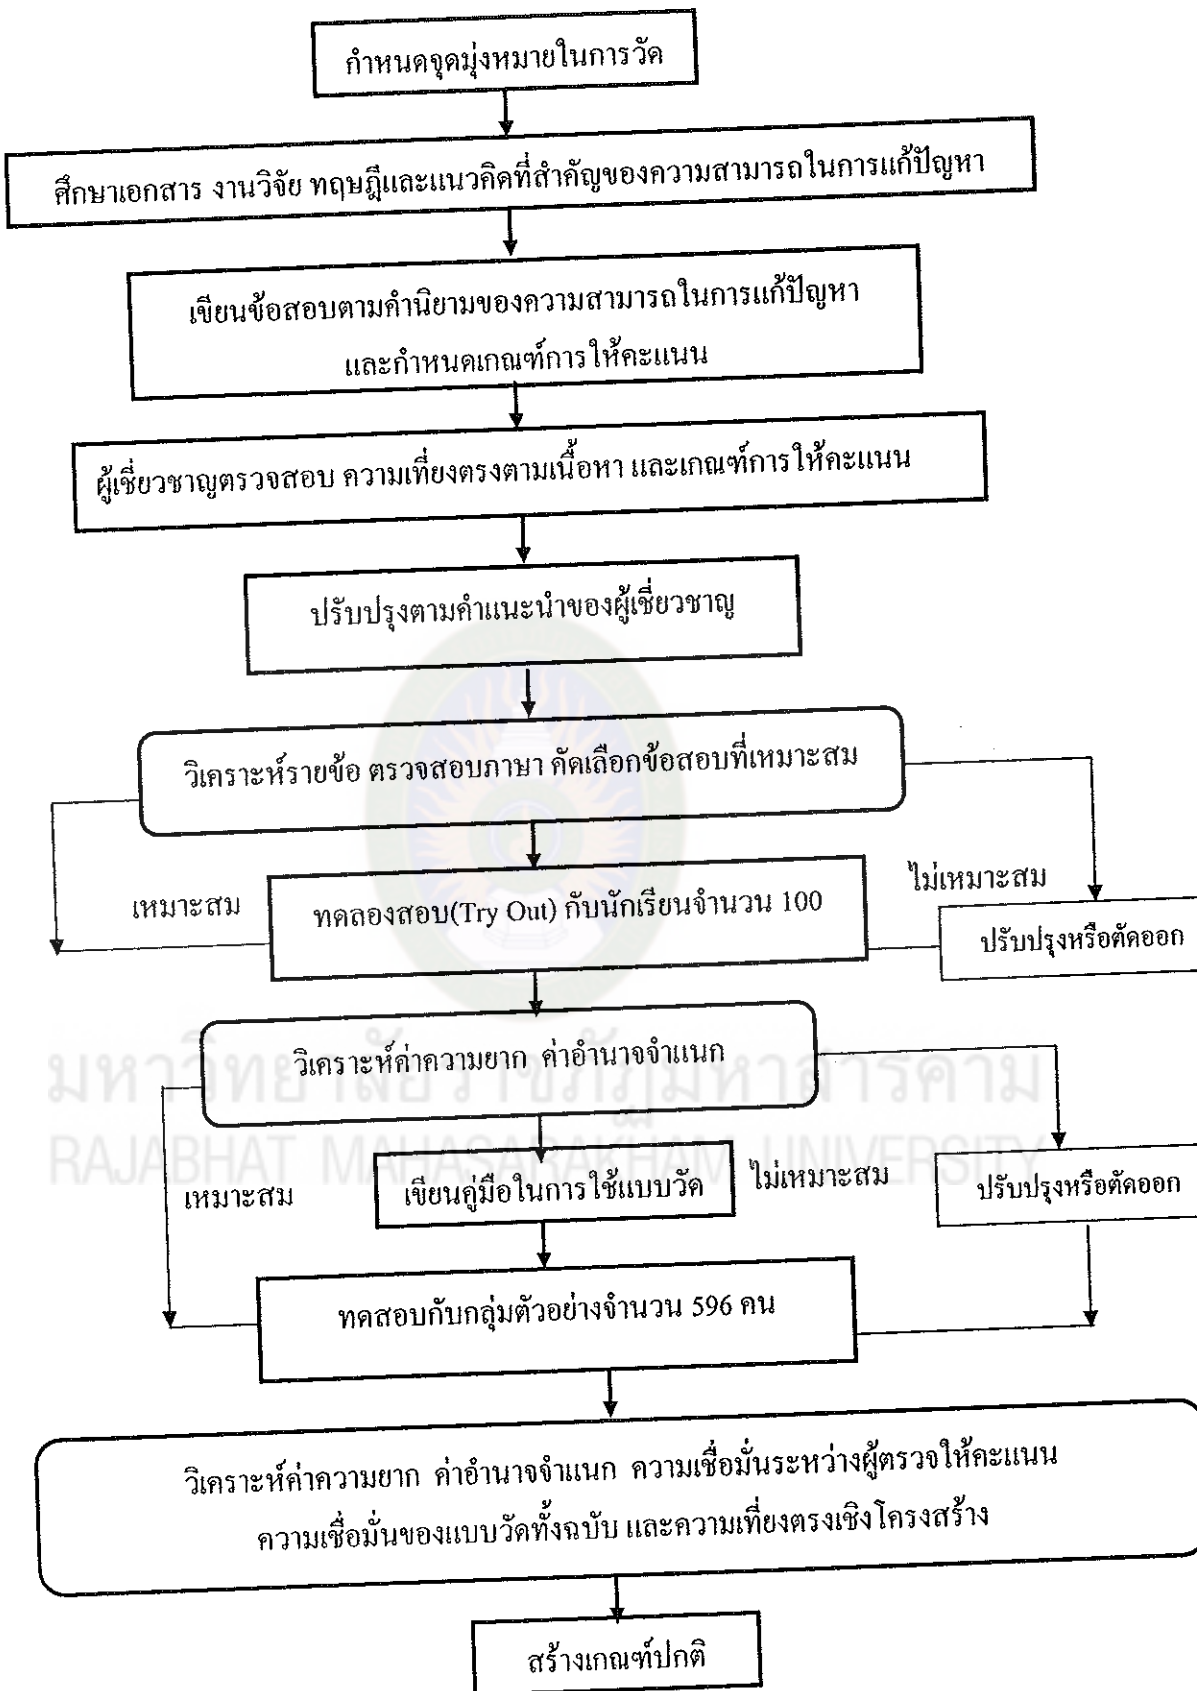 กำหนดจุดมุ่งหมายในการวัด
ศึกษาเอกสาร งานวิจัย ทฤษฎีและแนวคิดที่สำคัญของความสามารถในการแก้ปัญหา
เขียนข้อสอบตามคำนิยามของความสามารถในการแก้ปัญหา
และกำหนดเกณฑ์การให้คะแนน
ผู้เชี่ยวชาญตรวจสอบ ความเที่ยงตรงตามเนื้อหา และเกณฑ์การให้คะแนน
ปรับปรุงตามคำแนะนำของผู้เชี่ยวชาญ
วิเคราะห์รายข้อ ตรวจสอบภาษา คัดเลือกข้อสอบที่เหมาะสม
เหมาะสม
ทดลองสอบ(Try Out) กับนักเรียนจำนวน 100
ไม่เหมาะสม
ปรับปรุงหรือตัดออก
วิเคราะห์ค่าความยาก ค่าอำนาจจำแนก
มหาวิทยาลัยราชภัฏมหาสารคาม
RAJABHAT MAHASARAKHAM UNIVERSITY
เหมาะสม
เขียนคู่มือในการใช้แบบวัด
ไม่เหมาะสม
ปรับปรุงหรือตัดออก
ทดสอบกับกลุ่มตัวอย่างจำนวน 596 คน
วิเคราะห์ค่าความยาก ค่าอำนาจจำแนก ความเชื่อมั่นระหว่างผู้ตรวจให้คะแนน
ความเชื่อมั่นของแบบวัดทั้งฉบับ และความเที่ยงตรงเชิงโครงสร้าง
สร้างเกณฑ์ปกติ